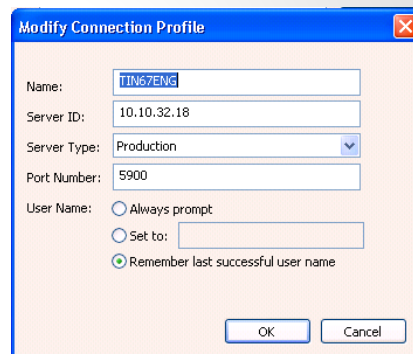 Modify Connection Profile
Name: TIN67ENG
Server ID: 10.10.32.18
Server Type: Production
Port Number: 5900
User Name: Always prompt
Set to:
Remember last successful user name
OK Cancel